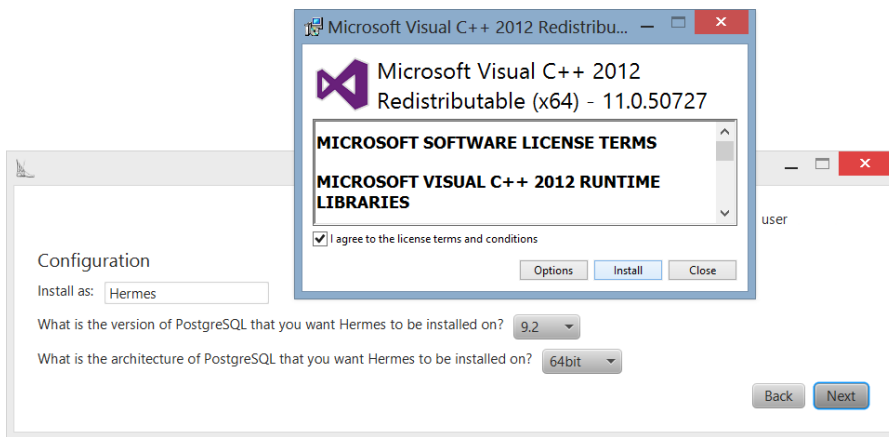 Microsoft Visual C++ 2012 Redistribu...
Microsoft Visual C++ 2012
Redistributable (x64) - 11.0.50727
MICROSOFT SOFTWARE LICENSE TERMS
MICROSOFT VISUAL C++ 2012 RUNTIME
LIBRARIES
I agree to the license terms and conditions
Options Install Close
user
Configuration
Install as: Hermes
What is the version of PostgreSQL that you want Hermes to be installed on? 9.2
What is the architecture of PostgreSQL that you want Hermes to be installed on? 64bit
Back Next